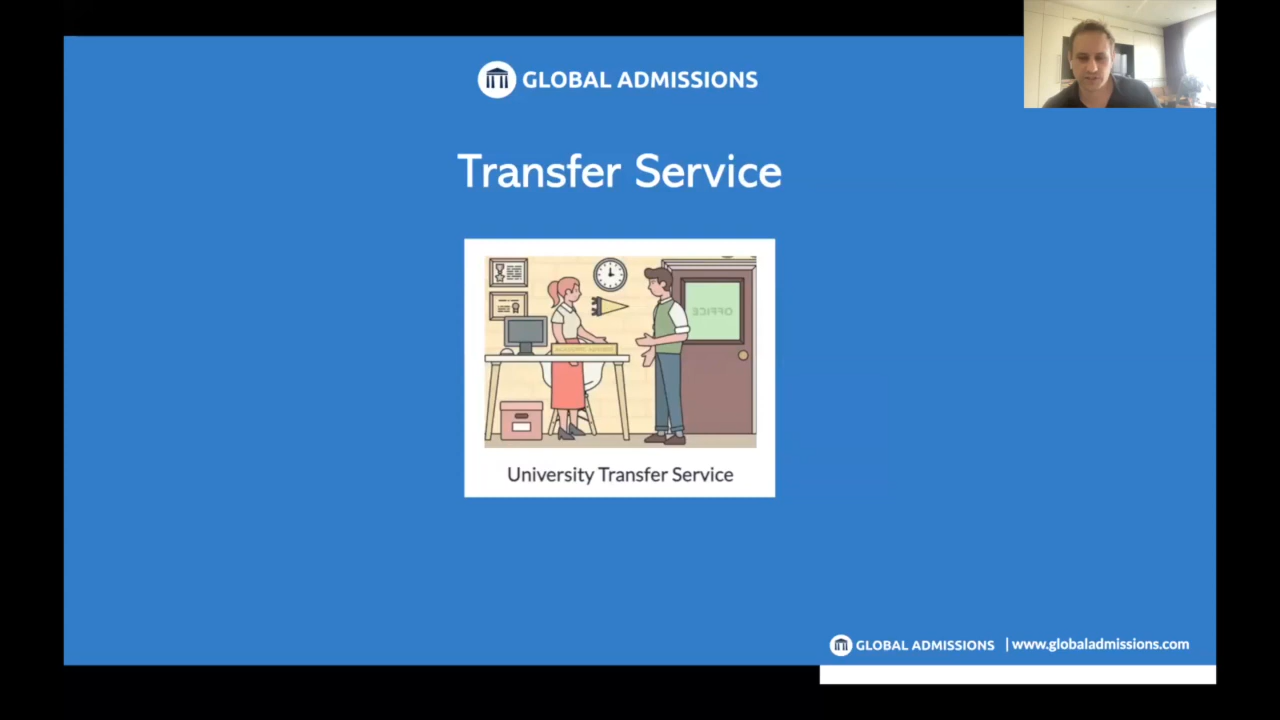 GLOBAL ADMISSIONS
Transfer Service
OFFICE
University Transfer Service
GLOBAL ADMISSIONS | www.globaladmissions.com